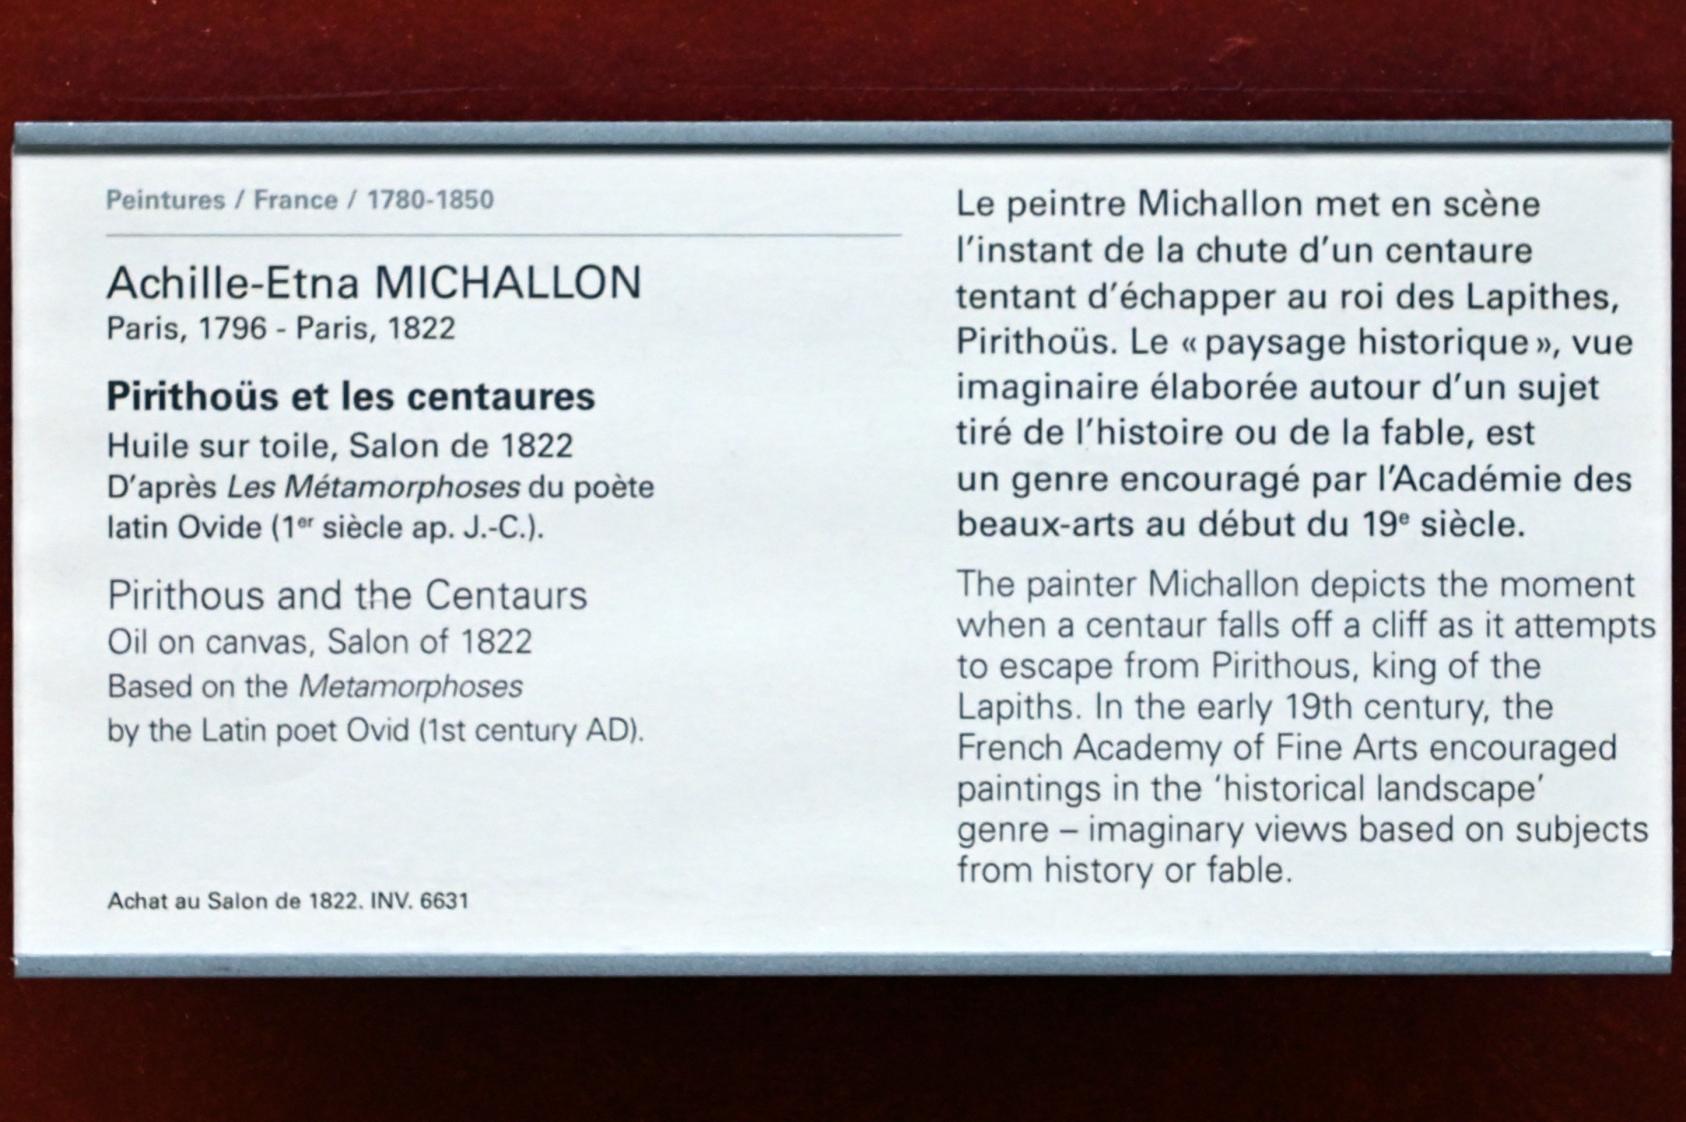 Peintures / France / 1780-1850
Achille-Etna MICHALLON
Paris, 1796 - Paris, 1822
Pirithoüs et les centaures
Huile sur toile, Salon de 1822
D'après Les Métamorphoses du poète
latin Ovide (1er siècle ap. J.-C.).
Pirithous and the Centaurs
Oil on canvas, Salon of 1822
Based on the Metamorphoses
by the Latin poet Ovid (1st century AD).
Achat au Salon de 1822. INV. 6631
Le peintre Michallon met en scène
l'instant de la chute d'un centaure
tentant d'échapper au roi des Lapithes,
Pirithoüs. Le « paysage historique », vue
imaginaire élaborée autour d'un sujet
tiré de l'histoire ou de la fable, est
un genre encouragé par l'Académie des
beaux-arts au début du 19e siècle.
The painter Michallon depicts the moment
when a centaur falls off a cliff as it attempts
to escape from Pirithous, king of the
Lapiths. In the early 19th century, the
French Academy of Fine Arts encouraged
paintings in the 'historical landscape'
genre – imaginary views based on subjects
from history or fable.